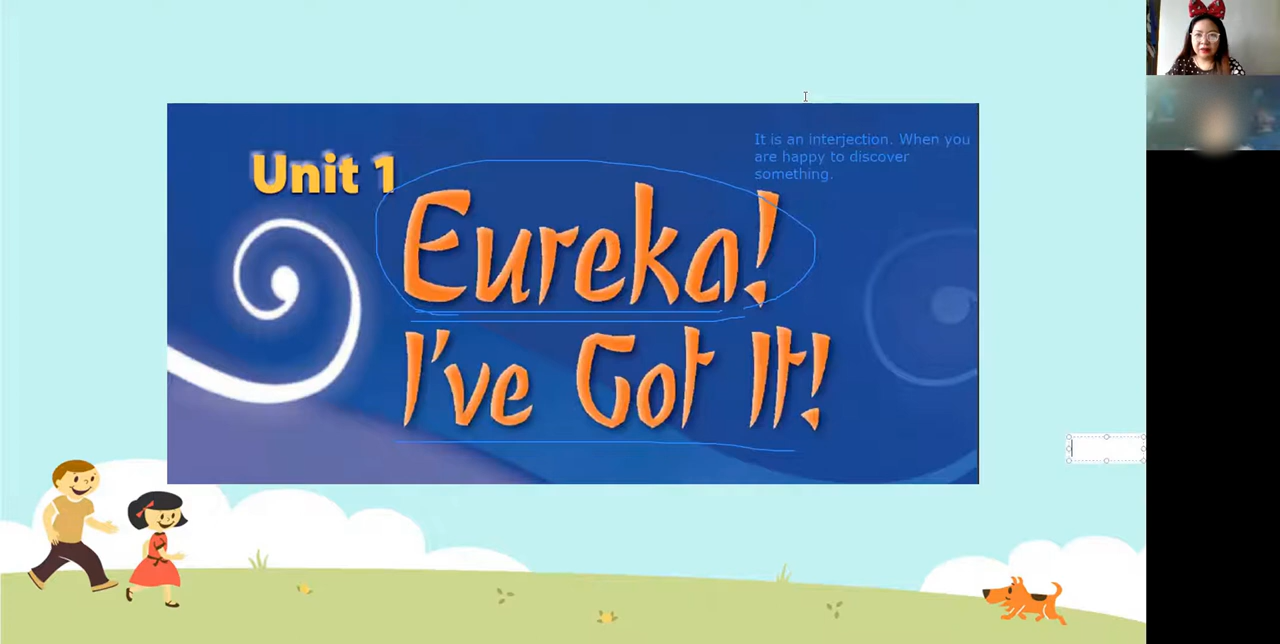 Unit 1
It is an interjection. When you
are happy to discover
something.
Eureka!
I've Got It!